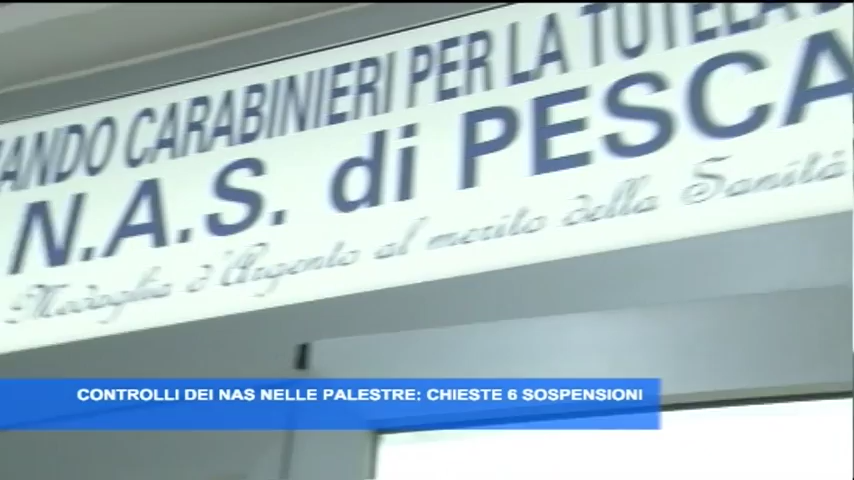 ANDO CARABINIERI PER LA TUTELA D
N.A.S. di PESCA
Medaglia d'Argento al merito della Sanità
CONTROLLI DEI NAS NELLE PALESTRE: CHIESTE 6 SOSPENSIONI